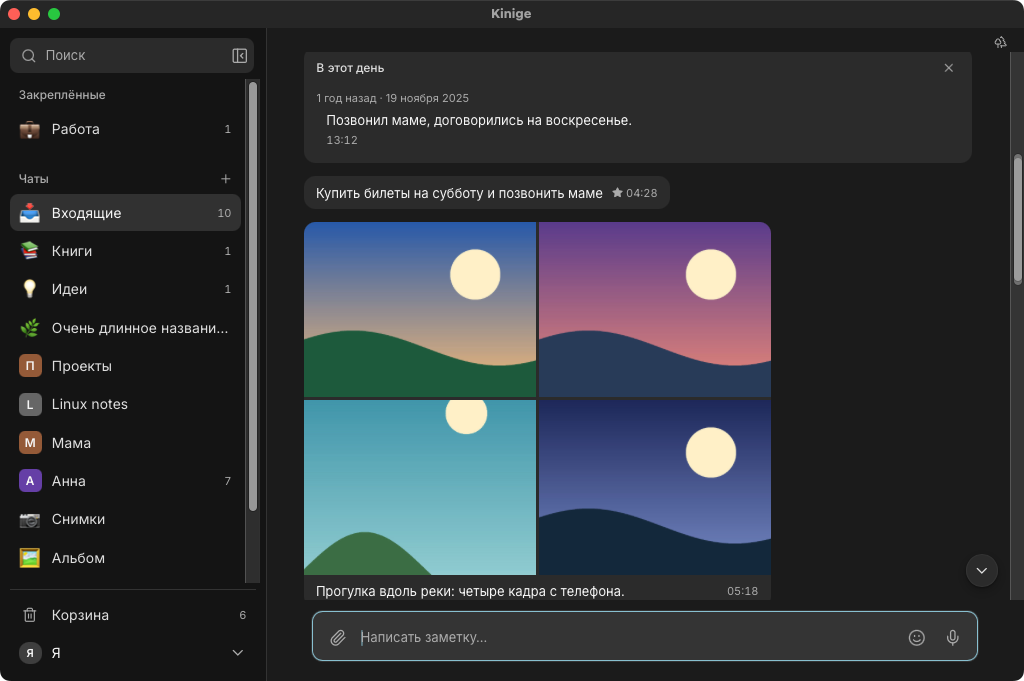 Kinige
Поиск
Закреплённые
Работа 1
Чаты
Входящие 10
Книги 1
Идеи 1
Очень длинное названи...
П Проекты
L Linux notes
М Мама
А Анна 7
Снимки
Альбом
Корзина 6
Я Я
В этот день
1 год назад · 19 ноября 2025
Позвонил маме, договорились на воскресенье.
13:12
Купить билеты на субботу и позвонить маме 04:28
Прогулка вдоль реки: четыре кадра с телефона. 05:18
Написать заметку...